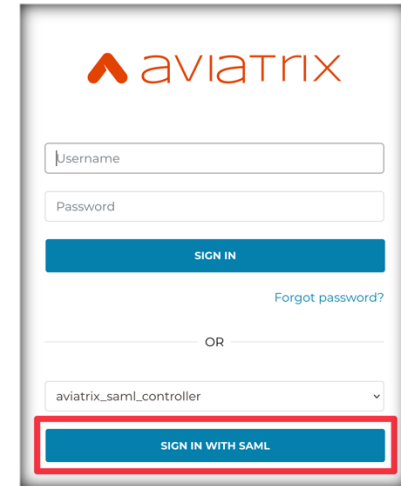 aviatrix
Username
Password
SIGN IN
Forgot password?
OR
aviatrix_saml_controller
SIGN IN WITH SAML